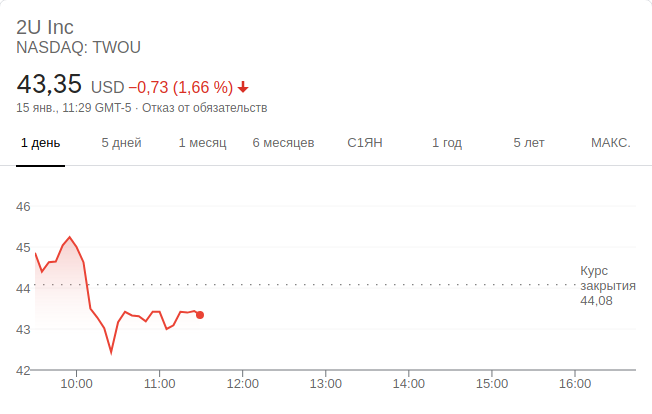 2U Inc
NASDAQ: TWOU
43,35 USD −0,73 (1,66 %)
15 янв., 11:29 GMT-5 · Отказ от обязательств
1 день 5 дней 1 месяц 6 месяцев С1ЯН 1 год 5 лет МАКС.
46
45
Курс
закрытия
44
44,08
43
42
10:00 11:00 12:00 13:00 14:00 15:00 16:00